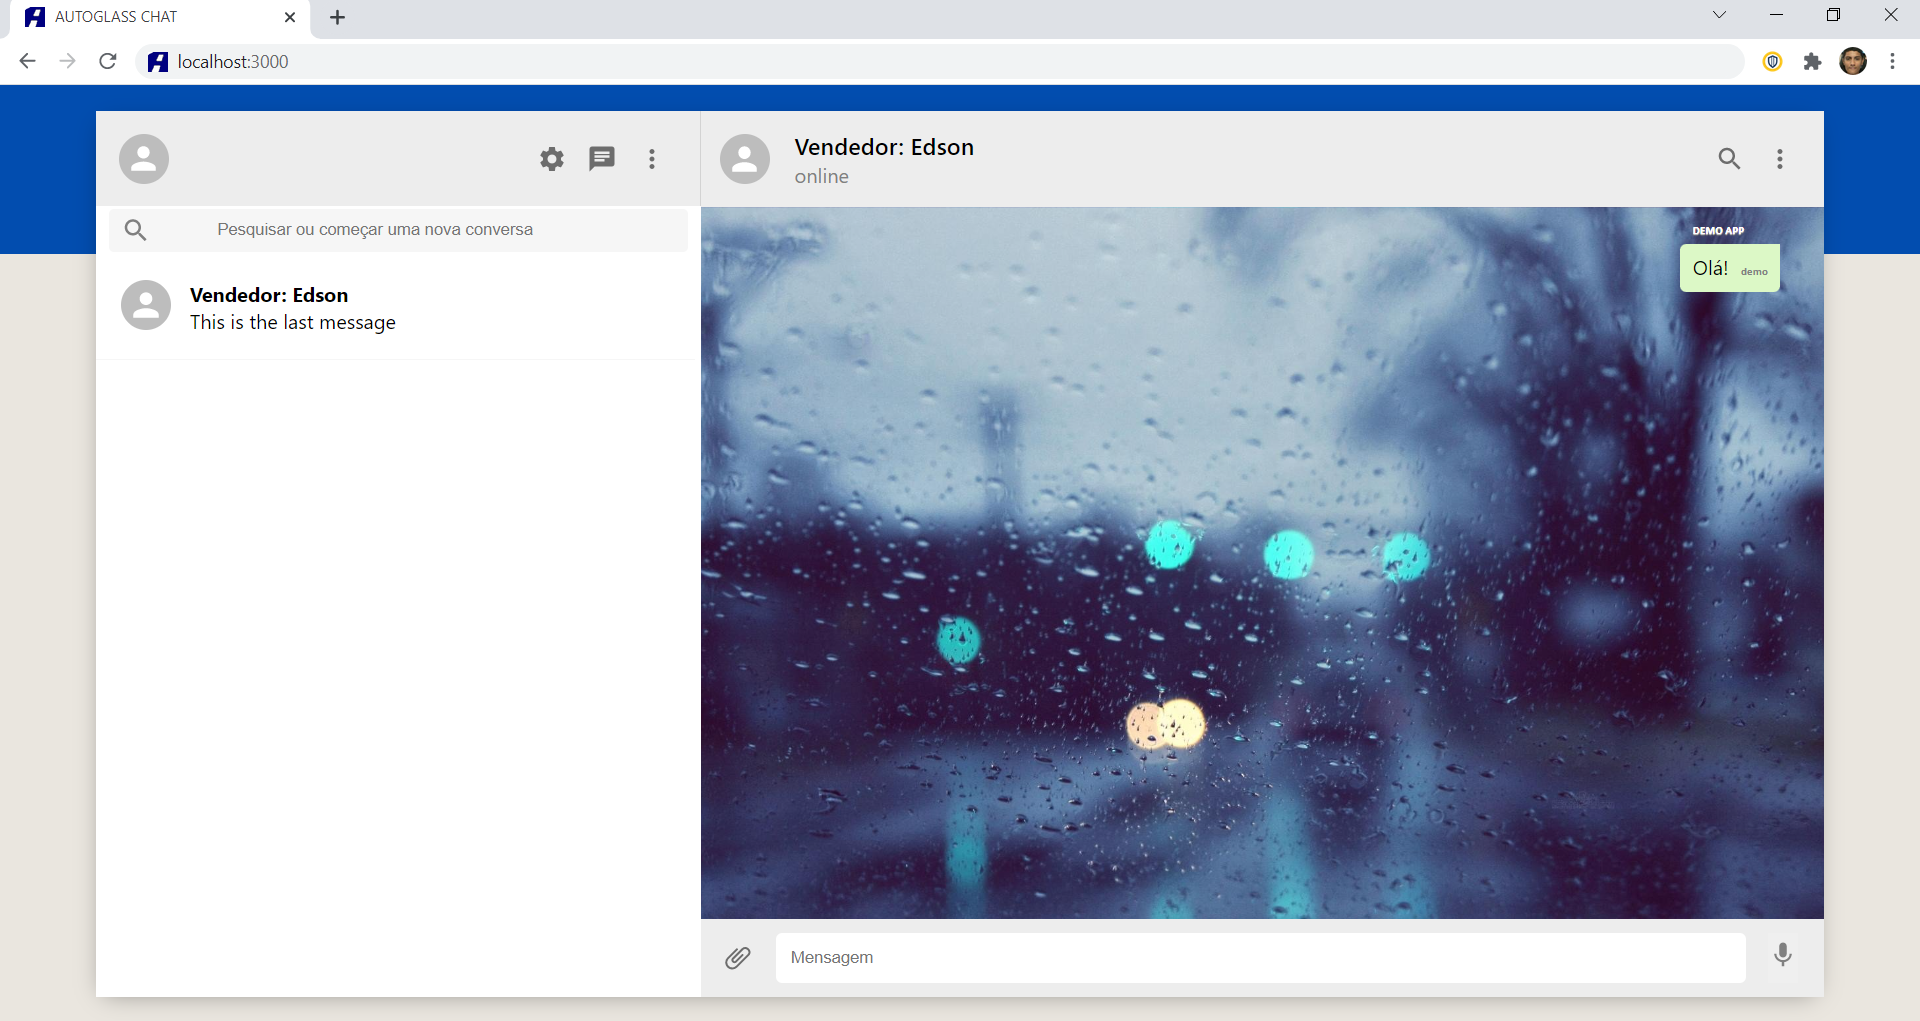 AUTOGLASS CHAT
localhost:3000
Vendedor: Edson
online
Pesquisar ou começar uma nova conversa
Vendedor: Edson
This is the last message
DEMO APP
Olá! demo
Mensagem